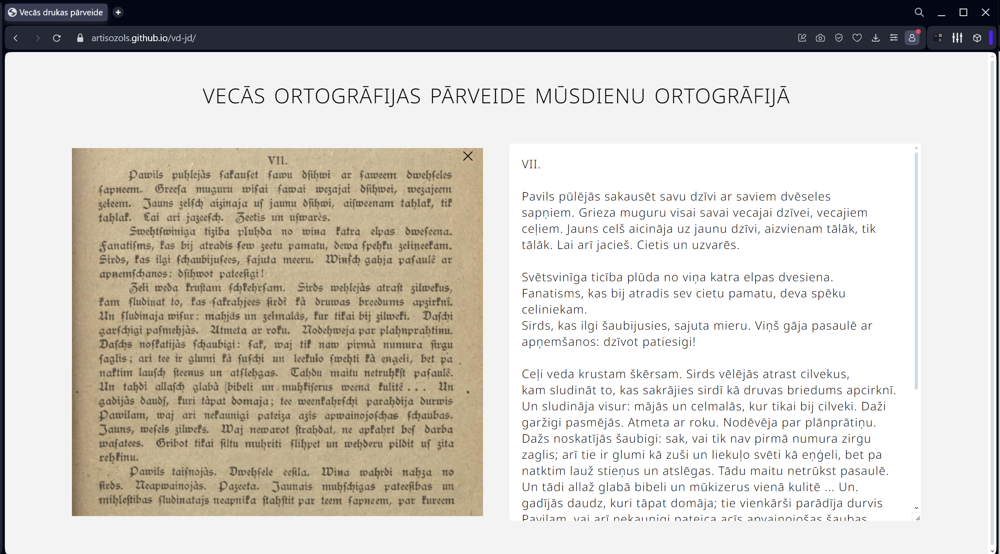 Vecās drukas pārveide
artisozols.github.io/vd-jd/
VECĀS ORTOGRĀFIJAS PĀRVEIDE MŪSDIENU ORTOGRĀFIJĀ
VII.
Pawils puhlejàs ſakauſet ſawu dſihwi ar ſaweem dwehſeles
ſapņeem. Greeſa muguru wiſai ſawai wezajai dſihwei, wezajeem
zeļeem. Jauns zelſch aizinaja uſ jaunu dſihwi, aiſweenam tahlak, tik
tahlak. Lai ari jazeeſch. Zeetis un uſwarès.
Swehtſwiniga tiziba pluhda no wiņa katra elpas dweſeena.
Fanatiſms, kas bij atradis ſew zeetu pamatu, dewa ſpehku zeļineekam.
Sirds, kas ilgi ſchaubijuſees, ſajuta meeru. Wiņſch gahja paſaulê ar
apņemſchanos: dſihwot pateeſigi!
Zeļi weda kruſtam ſchkehrſam. Sirds wehlejàs atraſt zilwekus,
kam ſludinat to, kas ſakrahjees ſirdî kà druwas breedums apzirknî.
Un ſludinaja wiſur: mahjâs un zeļmalâs, kur tikai bij zilweki. Daſchi
garſchigi paſmehjàs. Atmeta ar roku. Nodehweja par plahnprahtiņu.
Daſchs noſkatijàs ſchaubigi: ſak, waj tik naw pirmà numura ſirgu
ſaglis; ari tee ir glumi kà ſuſchi un leekuļo ſwehti kà eņgeļi, bet pa
naktim lauſch ſteeņus un atſlehgas. Tahdu maitu netruhkſt paſaulê.
Un tahdi allaſch glabà bibeli un muhkiſerus weenâ kulitê . . . Un
gadijàs daudſ, kuri tàpat domaja; tee weenkahrſchi parahdija durwis
Pawilam, waj ari nekaunigi pateiza azîs apwainojoſchas ſchaubas.
Jauns, weſels zilweks. Waj newarot ſtrahdat, ne apkahrt beſ darba
waſatees. Gribot tikai ſiltu muhriti ſlihpet un wehderu pildit uſ zita
rehķinu.
Pawils taiſnojàs. Dwehſele eeſila. Wiņa wahrdi nahza no
ſirds. Neapwainojàs. Pazeeta. Jaunais muhſchigas pateeſibas un
mihleſtibas ſludinatajs neapnika ſtahſtit par teem ſapņeem, par kureem
VII.
Pavils pūlējās sakausēt savu dzīvi ar saviem dvēseles
sapņiem. Grieza muguru visai savai vecajai dzīvei, vecajiem
ceļiem. Jauns celš aicināja uz jaunu dzīvi, aizvienam tālāk, tik
tālāk. Lai arī jacieš. Cietis un uzvarēs.
Svētsvinīga ticība plūda no viņa katra elpas dvesiena.
Fanatisms, kas bij atradis sev cietu pamatu, deva spēku
celiniekam.
Sirds, kas ilgi šaubijusies, sajuta mieru. Viņš gāja pasaulē ar
apņemšanos: dzīvot patiesigi!
Ceļi veda krustam škērsam. Sirds vēlējās atrast cilvekus,
kam sludināt to, kas sakrājies sirdī kā druvas briedums apcirknī.
Un sludināja visur: mājās un celmalās, kur tikai bij cilveki. Daži
garžigi pasmējās. Atmeta ar roku. Nodēvēja par plānprātiņu.
Dažs noskatījās šaubigi: sak, vai tik nav pirmā numura zirgu
zaglis; arī tie ir glumi kā zuši un liekuļo svēti kā eņģeli, bet pa
natktim lauž stieņus un atslēgas. Tādu maitu netrūkst pasaulē.
Un tādi allaž glabā bibeli un mūkizerus vienā kulitē ... Un.
gadījās daudz, kuri tāpat domāja; tie vienkārši parādīja durvis
Pavilam, vai arī nekaunigi pateica acīs apvainojošas šaubas.